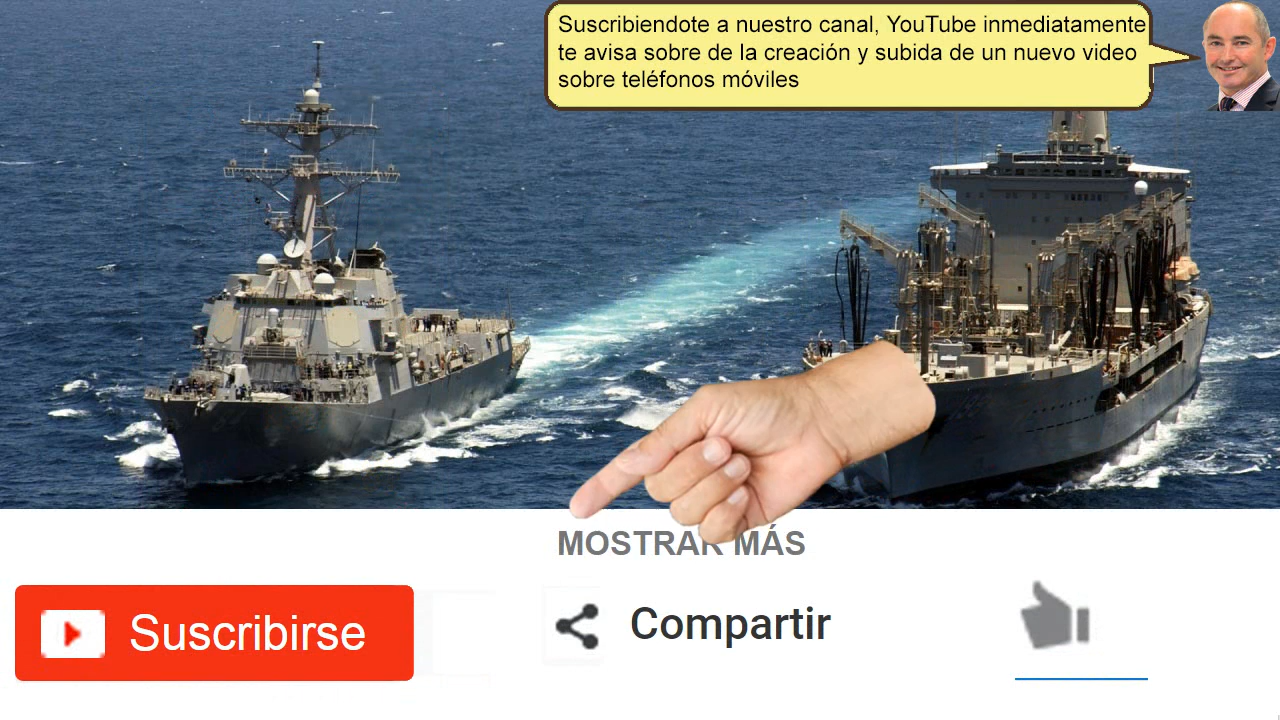 Suscribiendote a nuestro canal, YouTube inmediatamente
te avisa sobre de la creación y subida de un nuevo video
sobre teléfonos móviles
MOSTRAR MÁS
Suscribirse
Compartir